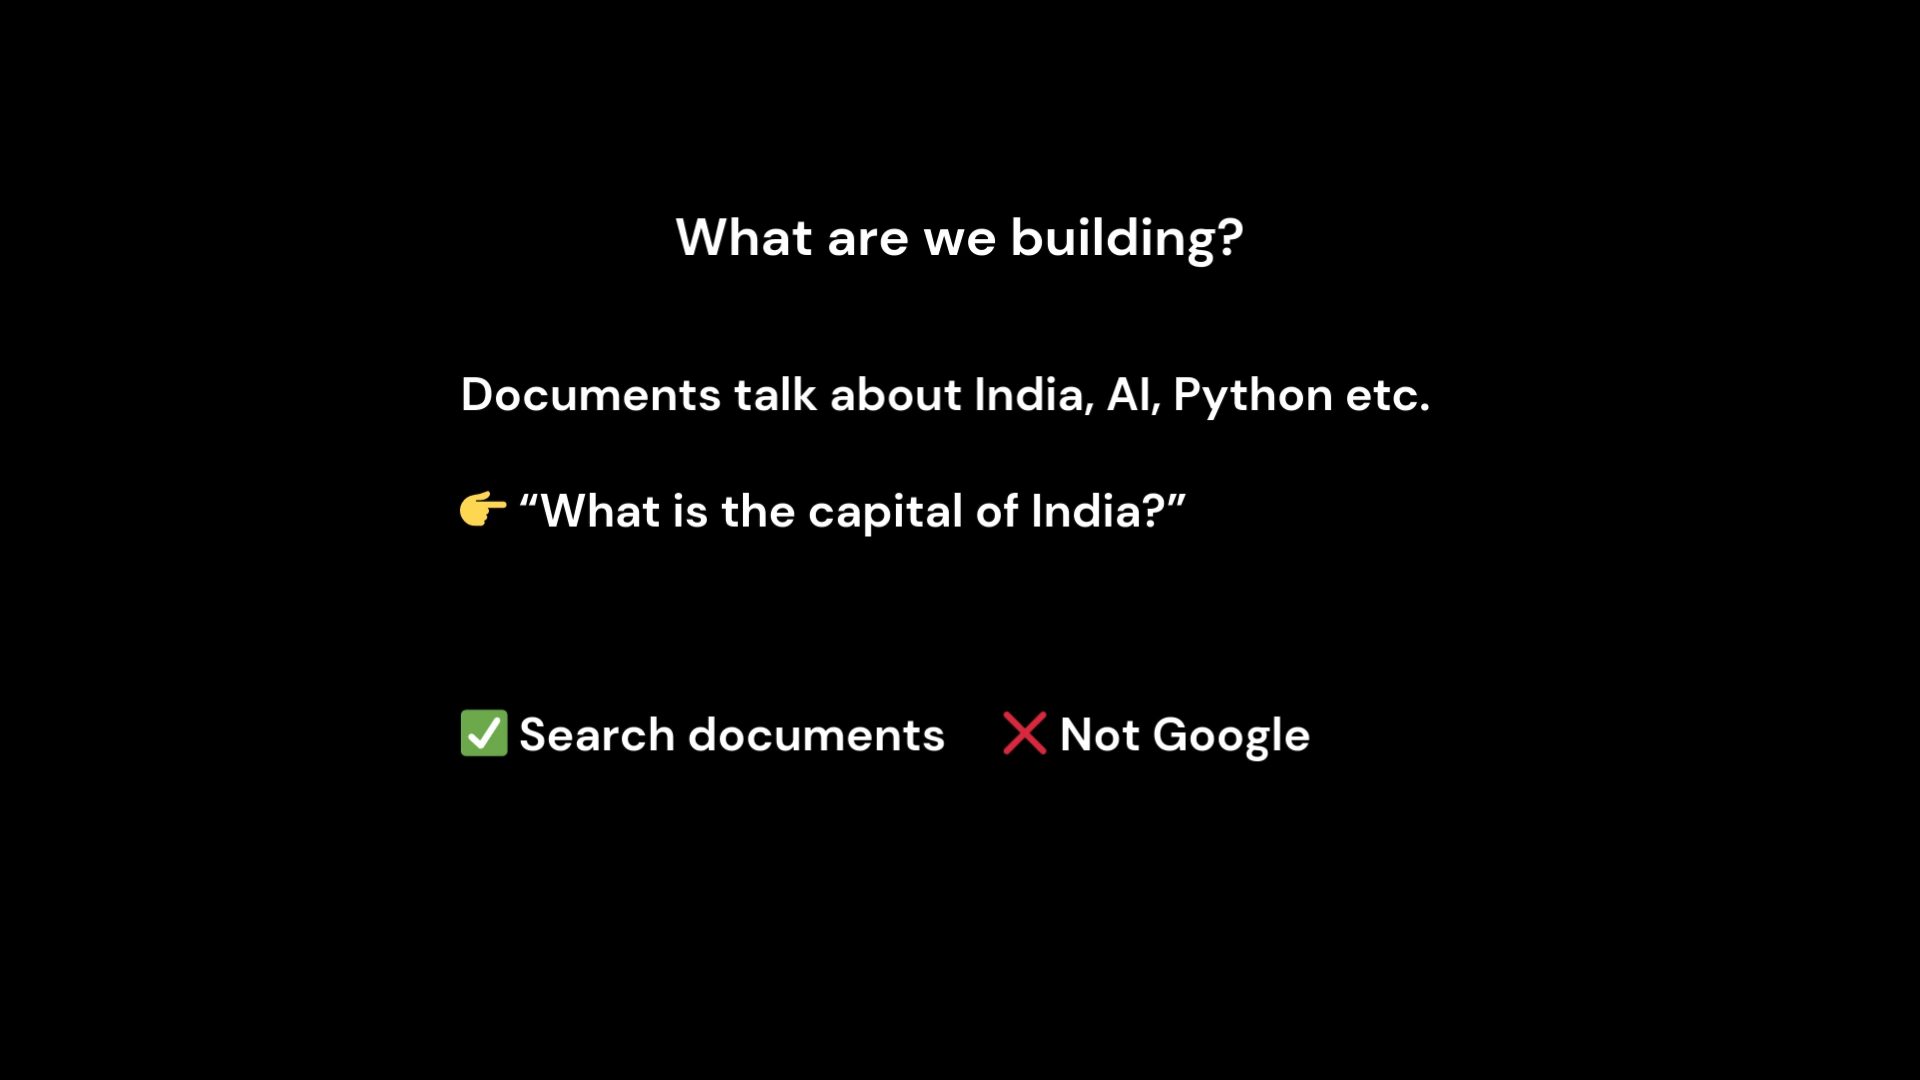 What are we building?
Documents talk about India, AI, Python etc.
👉 “What is the capital of India?”
✅ Search documents ❌ Not Google